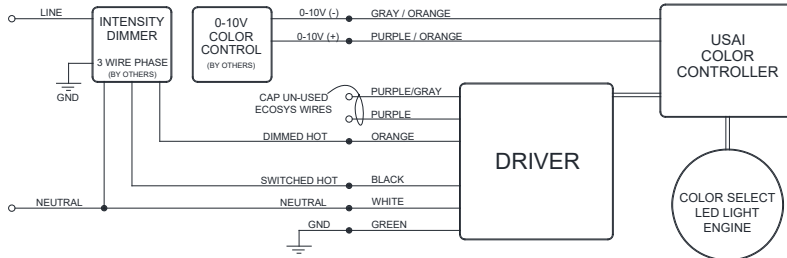 LINE
INTENSITY
DIMMER
3 WIRE PHASE
(BY OTHERS)
GND
0-10V
COLOR
CONTROL
(BY OTHERS)
0-10V (-)
GRAY / ORANGE
0-10V (+)
PURPLE / ORANGE
USAI
COLOR
CONTROLLER
CAP UN-USED
ECOSYS WIRES
PURPLE/GRAY
PURPLE
DIMMED HOT
ORANGE
DRIVER
SWITCHED HOT
BLACK
NEUTRAL
NEUTRAL
WHITE
GND
GREEN
COLOR SELECT
LED LIGHT
ENGINE